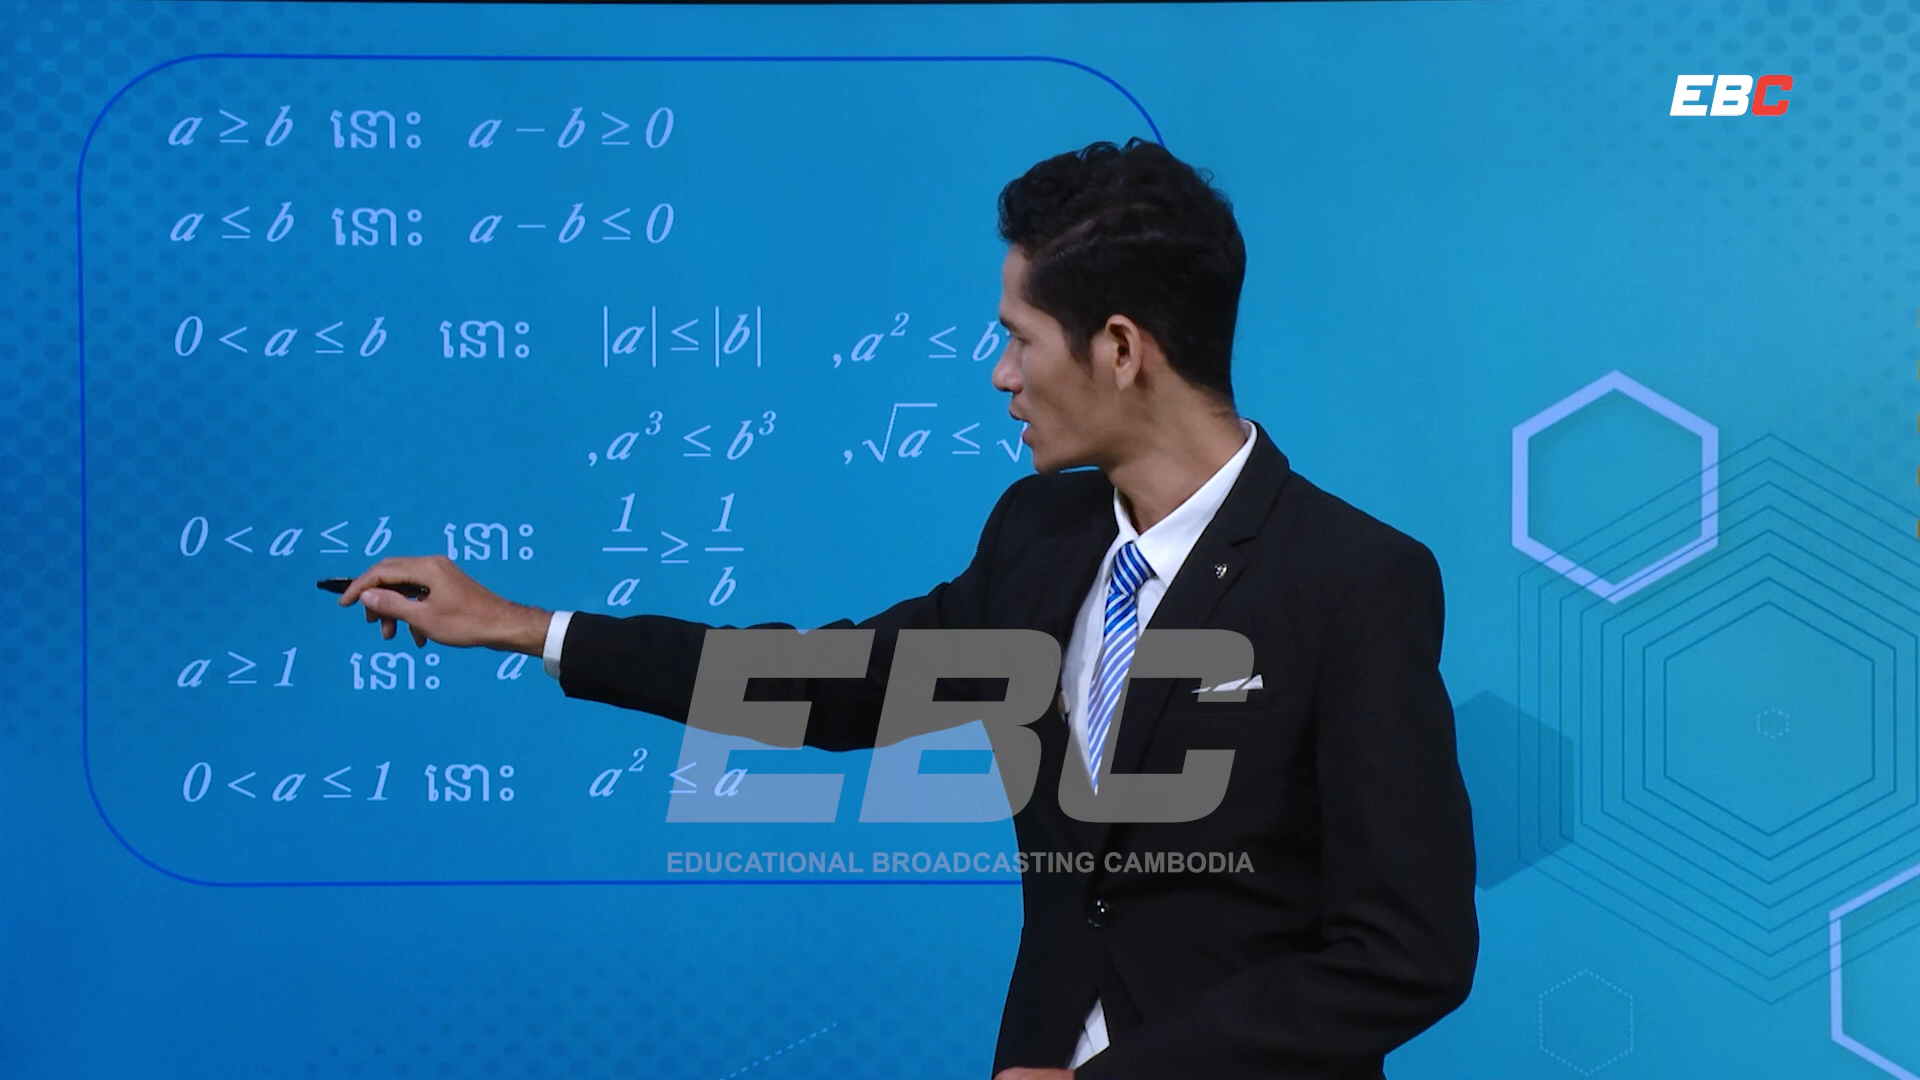 EBC
a ≥ b នោះ a − b ≥ 0
a ≤ b នោះ a − b ≤ 0
0 < a ≤ b នោះ |a| ≤ |b| , a² ≤ b
, a³ ≤ b³ , √a ≤ √
0 < a ≤ b នោះ 1/a ≥ 1/b
a ≥ 1 នោះ a
0 < a ≤ 1 នោះ a² ≤ a
EBC
EDUCATIONAL BROADCASTING CAMBODIA